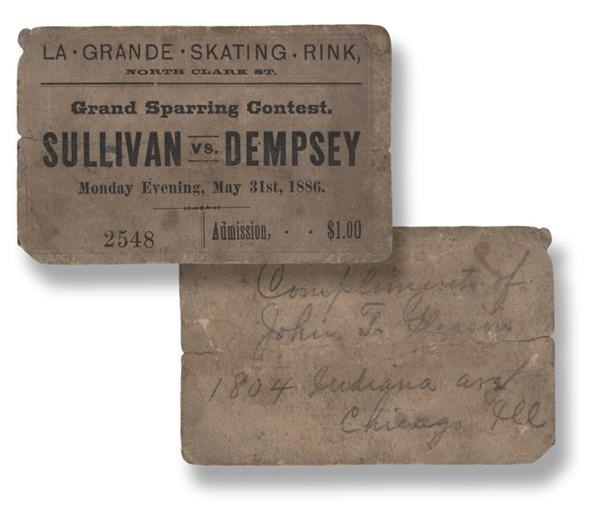 LA · GRANDE · SKATING · RINK,
NORTH CLARK ST.
Grand Sparring Contest.
SULLIVAN vs. DEMPSEY
Monday Evening, May 31st, 1886.
2548
Admission, - - $1.00
Compliments of
John T. Gleason
1804 Indiana ave
Chicago Ill